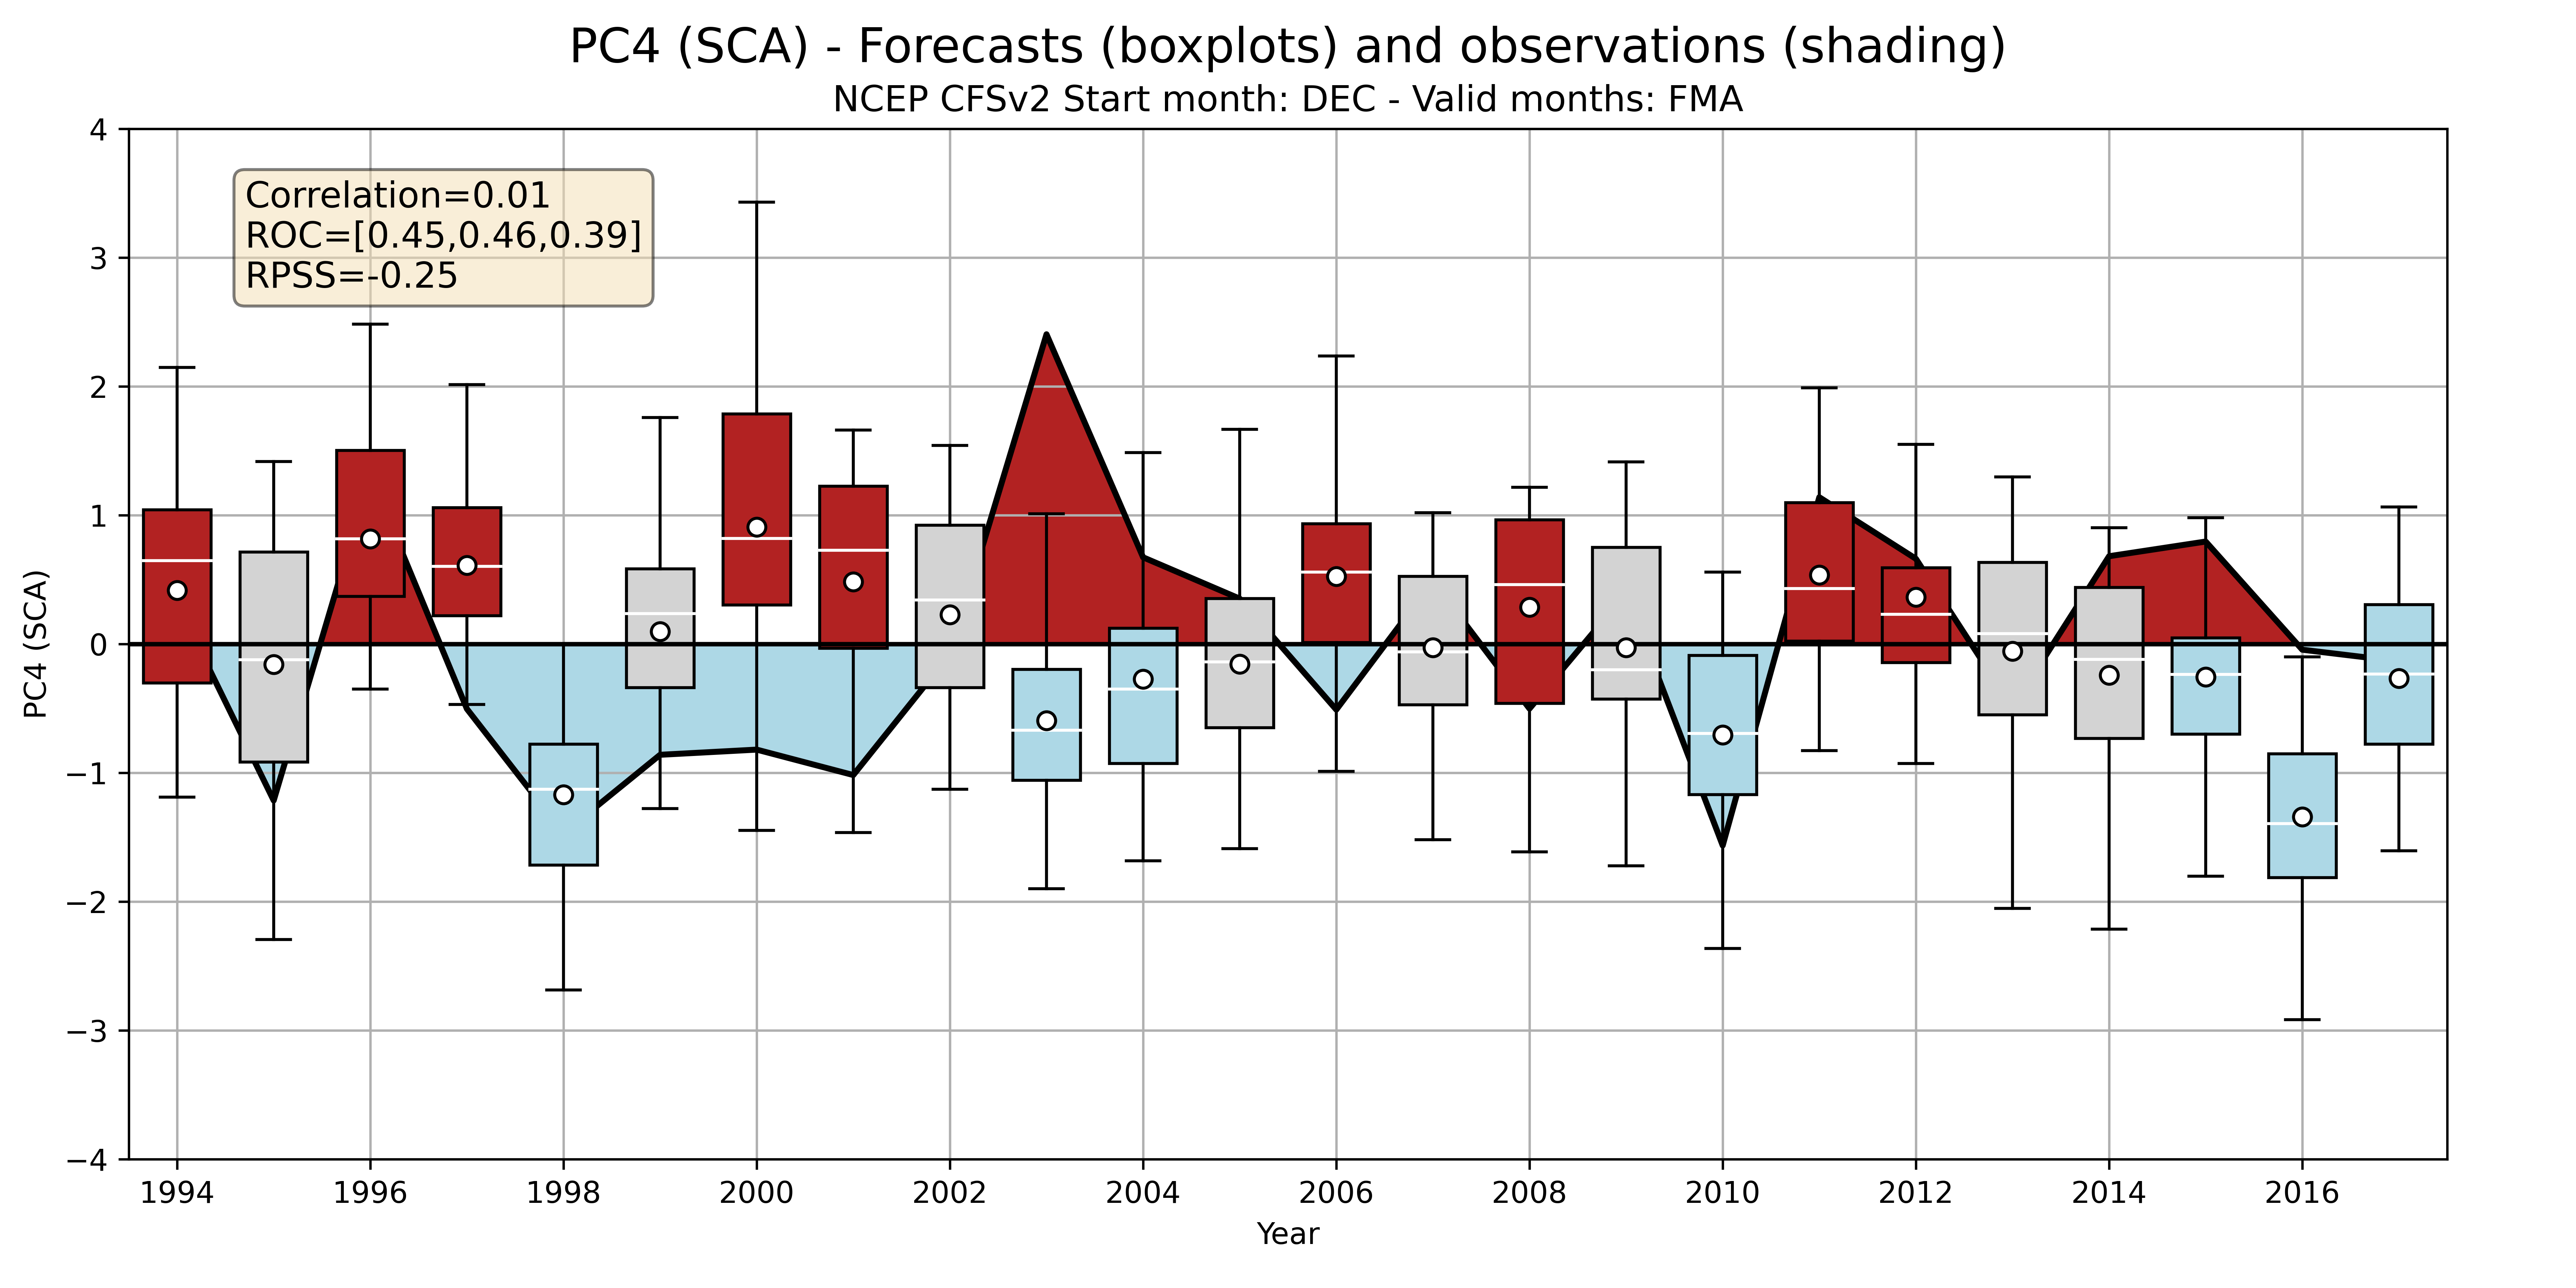 PC4 (SCA) - Forecasts (boxplots) and observations (shading)
NCEP CFSv2 Start month: DEC - Valid months: FMA
Correlation=0.01
ROC=[0.45,0.46,0.39]
RPSS=-0.25
PC4 (SCA)
4
3
2
1
0
−1
−2
−3
−4
1994 1996 1998 2000 2002 2004 2006 2008 2010 2012 2014 2016
Year